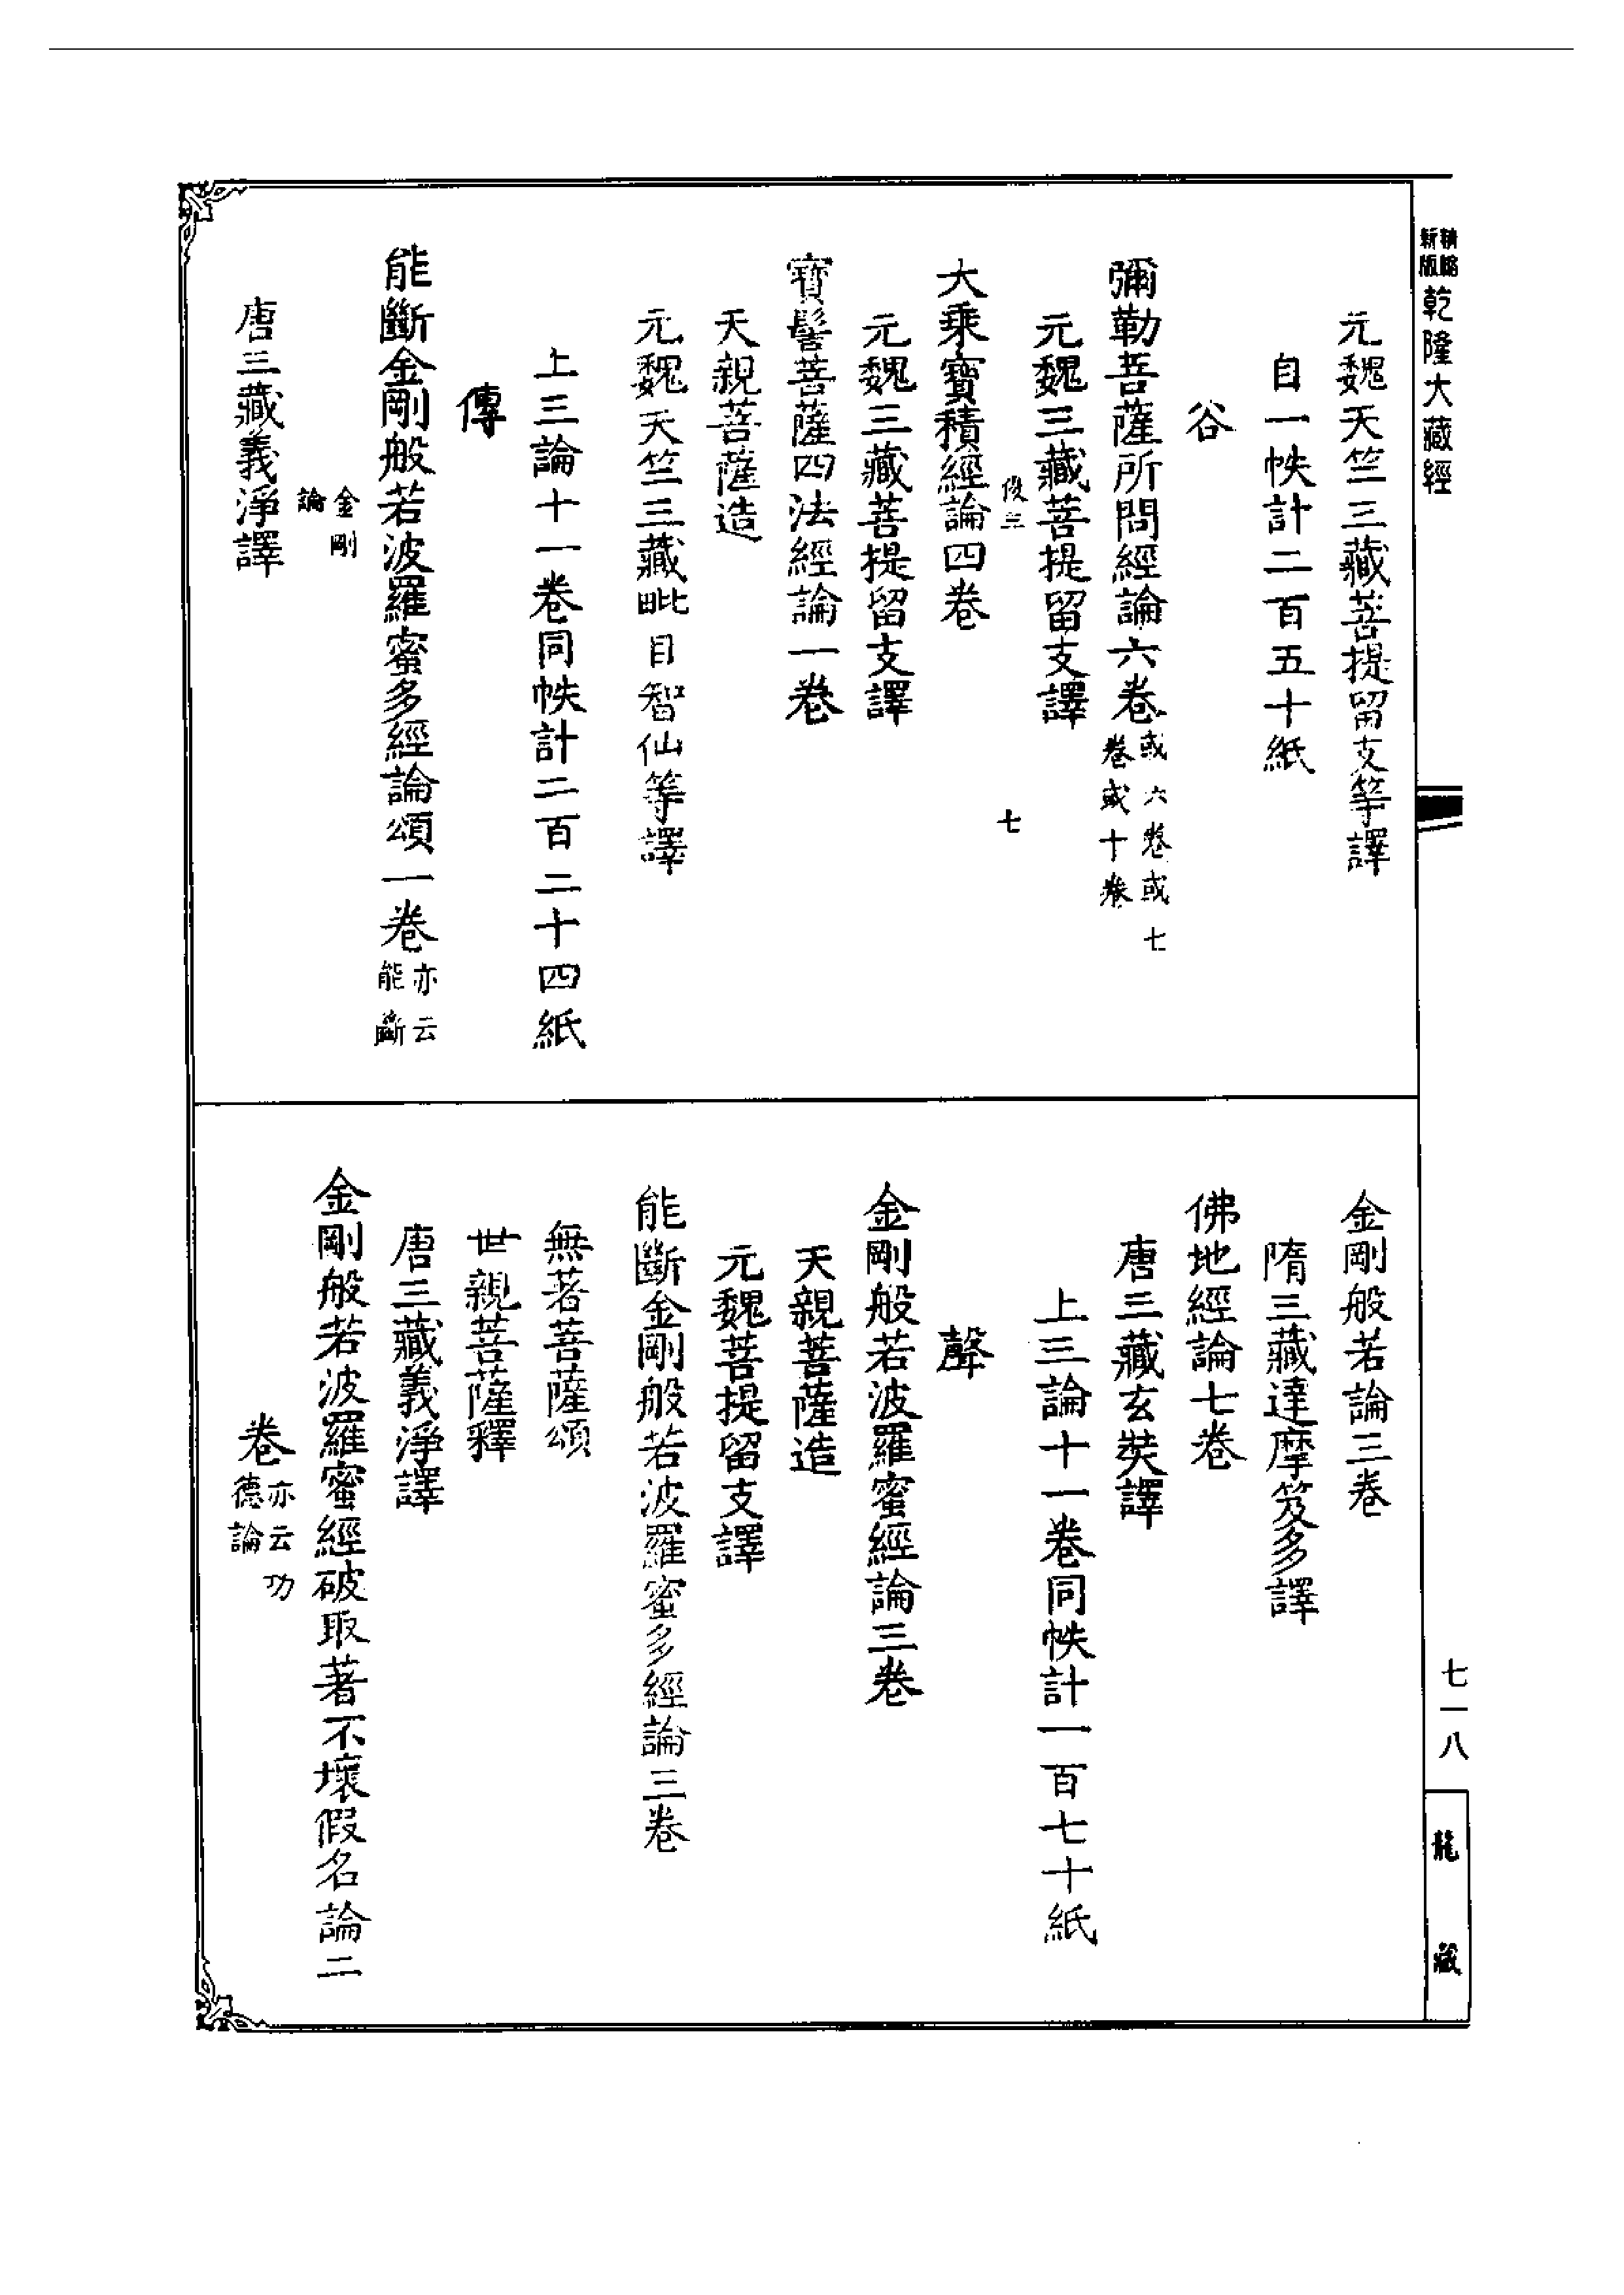 精縮新版乾隆大藏經
元魏天竺三藏菩提留支等譯
自一帙計二百五十紙
谷
彌勒菩薩所問經論六卷或六卷或七卷或十卷
元魏三藏菩提留支譯
七
大乘寶積經論四卷
元魏三藏菩提留支譯
寶髻菩薩四法經論一卷
天親菩薩造
元魏天竺三藏毗目智仙等譯
上三論十一卷同帙計二百二十四紙
傳
能斷金剛般若波羅蜜多經論頌一卷亦云能斷
金剛論
唐三藏義淨譯
金剛般若論三卷
隋三藏達摩笈多譯
佛地經論七卷
唐三藏玄奘譯
上三論十一卷同帙計一百七十紙
聲
金剛般若波羅蜜經論三卷
天親菩薩造
元魏菩提留支譯
能斷金剛般若波羅蜜多經論三卷
無著菩薩頌
世親菩薩釋
唐三藏義淨譯
金剛般若波羅蜜經破取著不壞假名論二
卷亦云功德論
七一八
龍藏